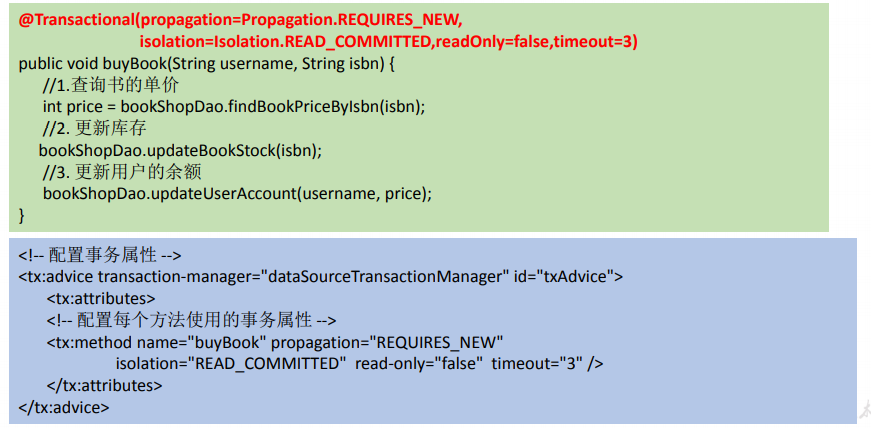 @Transactional(propagation=Propagation.REQUIRES_NEW,
isolation=Isolation.READ_COMMITTED,readOnly=false,timeout=3)
public void buyBook(String username, String isbn) {
//1.查询书的单价
int price = bookShopDao.findBookPriceByIsbn(isbn);
//2. 更新库存
bookShopDao.updateBookStock(isbn);
//3. 更新用户的余额
bookShopDao.updateUserAccount(username, price);
}
<!-- 配置事务属性 -->
<tx:advice transaction-manager="dataSourceTransactionManager" id="txAdvice">
<tx:attributes>
<!-- 配置每个方法使用的事务属性 -->
<tx:method name="buyBook" propagation="REQUIRES_NEW"
isolation="READ_COMMITTED" read-only="false" timeout="3" />
</tx:attributes>
</tx:advice>